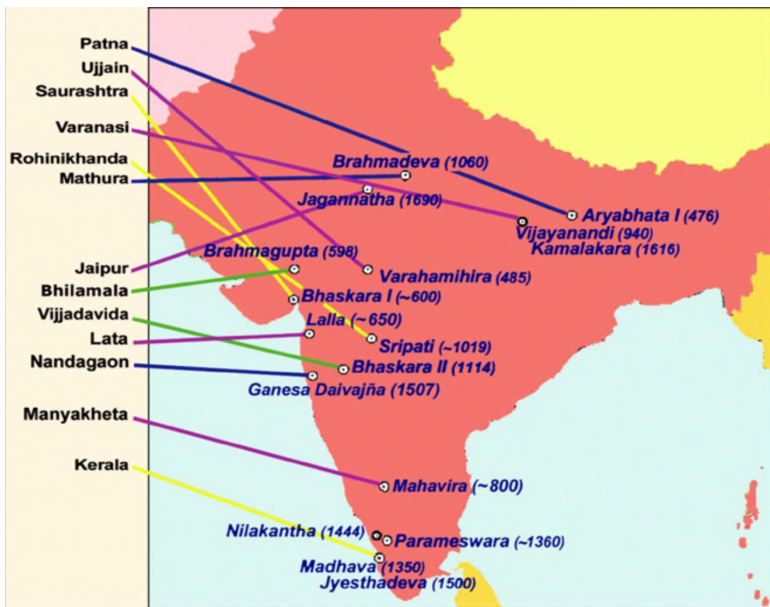 Patna
Ujjain
Saurashtra
Varanasi
Rohinikhanda
Mathura
Jaipur
Bhilamala
Vijjadavida
Lata
Nandagaon
Manyakheta
Kerala
Brahmadeva (1060)
Jagannatha (1690)
Aryabhata I (476)
Vijayanandi (940)
Kamalakara (1616)
Brahmagupta (598)
Varahamihira (485)
Bhaskara I (~600)
Lalla (~650)
Sripati (~1019)
Bhaskara II (1114)
Ganesa Daivajña (1507)
Mahavira (~800)
Nilakantha (1444)
Parameswara (~1360)
Madhava (1350)
Jyesthadeva (1500)